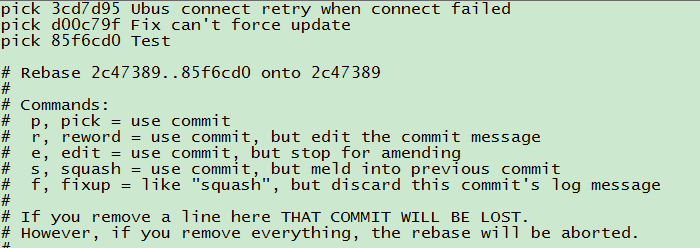 pick 3cd7d95 Ubus connect retry when connect failed
pick d00c79f Fix can't force update
pick 85f6cd0 Test
# Rebase 2c47389..85f6cd0 onto 2c47389
#
# Commands:
#  p, pick = use commit
#  r, reword = use commit, but edit the commit message
#  e, edit = use commit, but stop for amending
#  s, squash = use commit, but meld into previous commit
#  f, fixup = like "squash", but discard this commit's log message
#
# If you remove a line here THAT COMMIT WILL BE LOST.
# However, if you remove everything, the rebase will be aborted.
#